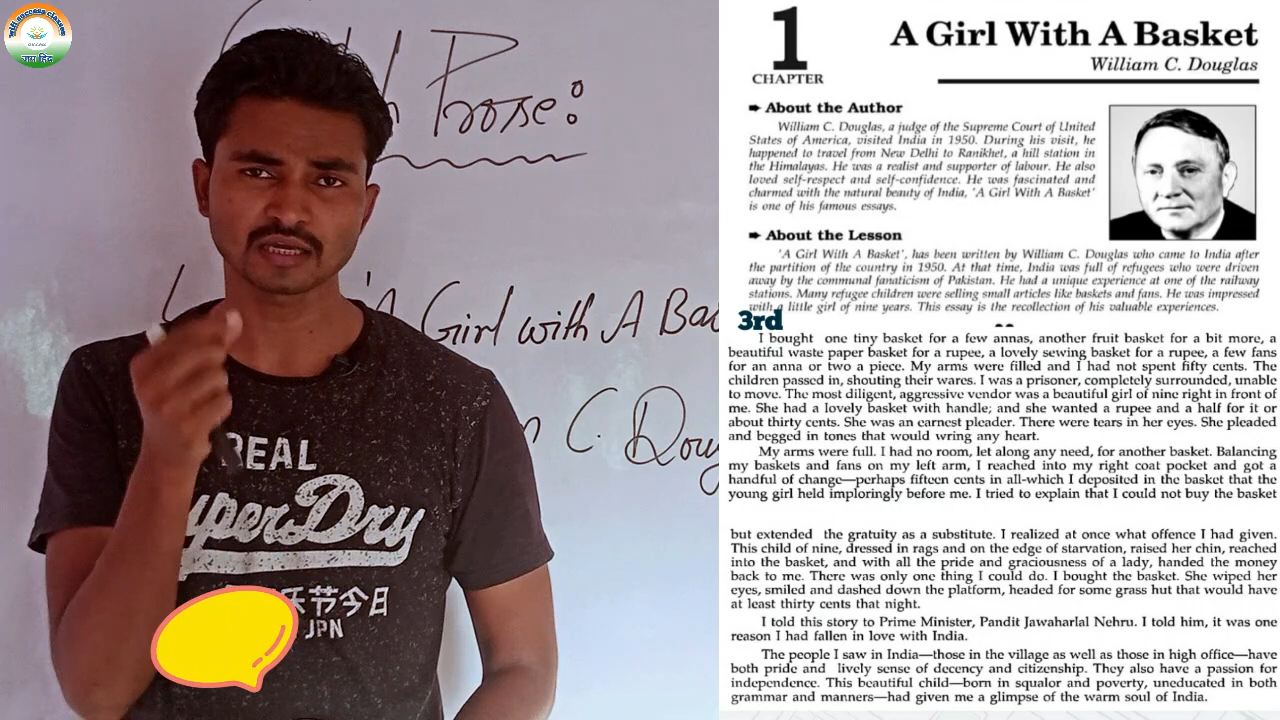 will success classes
SUCCESS
जय हिंद
Prose:
'A Girl with A Bas
C. Doug
REAL
SuperDry
乐节今日
JPN
1
CHAPTER
A Girl With A Basket
William C. Douglas
➨ About the Author
William C. Douglas, a judge of the Supreme Court of United
States of America, visited India in 1950. During his visit, he
happened to travel from New Delhi to Ranikhet, a hill station in
the Himalayas. He was a realist and supporter of labour. He also
loved self-respect and self-confidence. He was fascinated and
charmed with the natural beauty of India, 'A Girl With A Basket'
is one of his famous essays.
➨ About the Lesson
'A Girl With A Basket', has been written by William C. Douglas who came to India after
the partition of the country in 1950. At that time, India was full of refugees who were driven
away by the communal fanaticism of Pakistan. He had a unique experience at one of the railway
stations. Many refugee children were selling small articles like baskets and fans. He was impressed
with a little girl of nine years. This essay is the recollection of his valuable experiences.
3rd
I bought one tiny basket for a few annas, another fruit basket for a bit more, a
beautiful waste paper basket for a rupee, a lovely sewing basket for a rupee, a few fans
for an anna or two a piece. My arms were filled and I had not spent fifty cents. The
children passed in, shouting their wares. I was a prisoner, completely surrounded, unable
to move. The most diligent, aggressive vendor was a beautiful girl of nine right in front of
me. She had a lovely basket with handle; and she wanted a rupee and a half for it or
about thirty cents. She was an earnest pleader. There were tears in her eyes. She pleaded
and begged in tones that would wring any heart.
My arms were full. I had no room, let along any need, for another basket. Balancing
my baskets and fans on my left arm, I reached into my right coat pocket and got a
handful of change—perhaps fifteen cents in all-which I deposited in the basket that the
young girl held imploringly before me. I tried to explain that I could not buy the basket
but extended the gratuity as a substitute. I realized at once what offence I had given.
This child of nine, dressed in rags and on the edge of starvation, raised her chin, reached
into the basket, and with all the pride and graciousness of a lady, handed the money
back to me. There was only one thing I could do. I bought the basket. She wiped her
eyes, smiled and dashed down the platform, headed for some grass hut that would have
at least thirty cents that night.
I told this story to Prime Minister, Pandit Jawaharlal Nehru. I told him, it was one
reason I had fallen in love with India.
The people I saw in India—those in the village as well as those in high office—have
both pride and lively sense of decency and citizenship. They also have a passion for
independence. This beautiful child—born in squalor and poverty, uneducated in both
grammar and manners—had given me a glimpse of the warm soul of India.